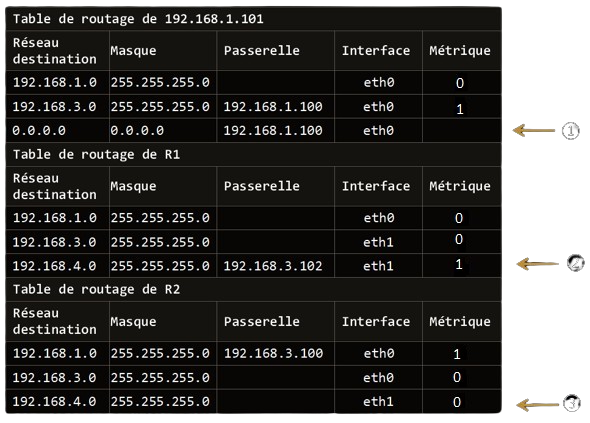 Table de routage de 192.168.1.101
Réseau destination Masque Passerelle Interface Métrique
192.168.1.0 255.255.255.0 eth0 0
192.168.3.0 255.255.255.0 192.168.1.100 eth0 1
0.0.0.0 0.0.0.0 192.168.1.100 eth0
1
Table de routage de R1
Réseau destination Masque Passerelle Interface Métrique
192.168.1.0 255.255.255.0 eth0 0
192.168.3.0 255.255.255.0 eth1 0
192.168.4.0 255.255.255.0 192.168.3.102 eth1 1
2
Table de routage de R2
Réseau destination Masque Passerelle Interface Métrique
192.168.1.0 255.255.255.0 192.168.3.100 eth0 1
192.168.3.0 255.255.255.0 eth0 0
192.168.4.0 255.255.255.0 eth1 0
3